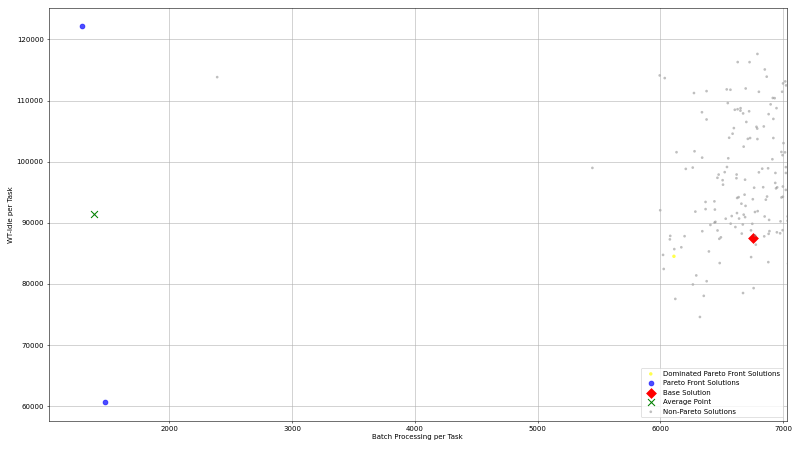 120000
110000
100000
90000
80000
70000
60000
WT-Idle per Task
2000
3000
4000
5000
6000
7000
Batch Processing per Task
Dominated Pareto Front Solutions
Pareto Front Solutions
Base Solution
Average Point
Non-Pareto Solutions